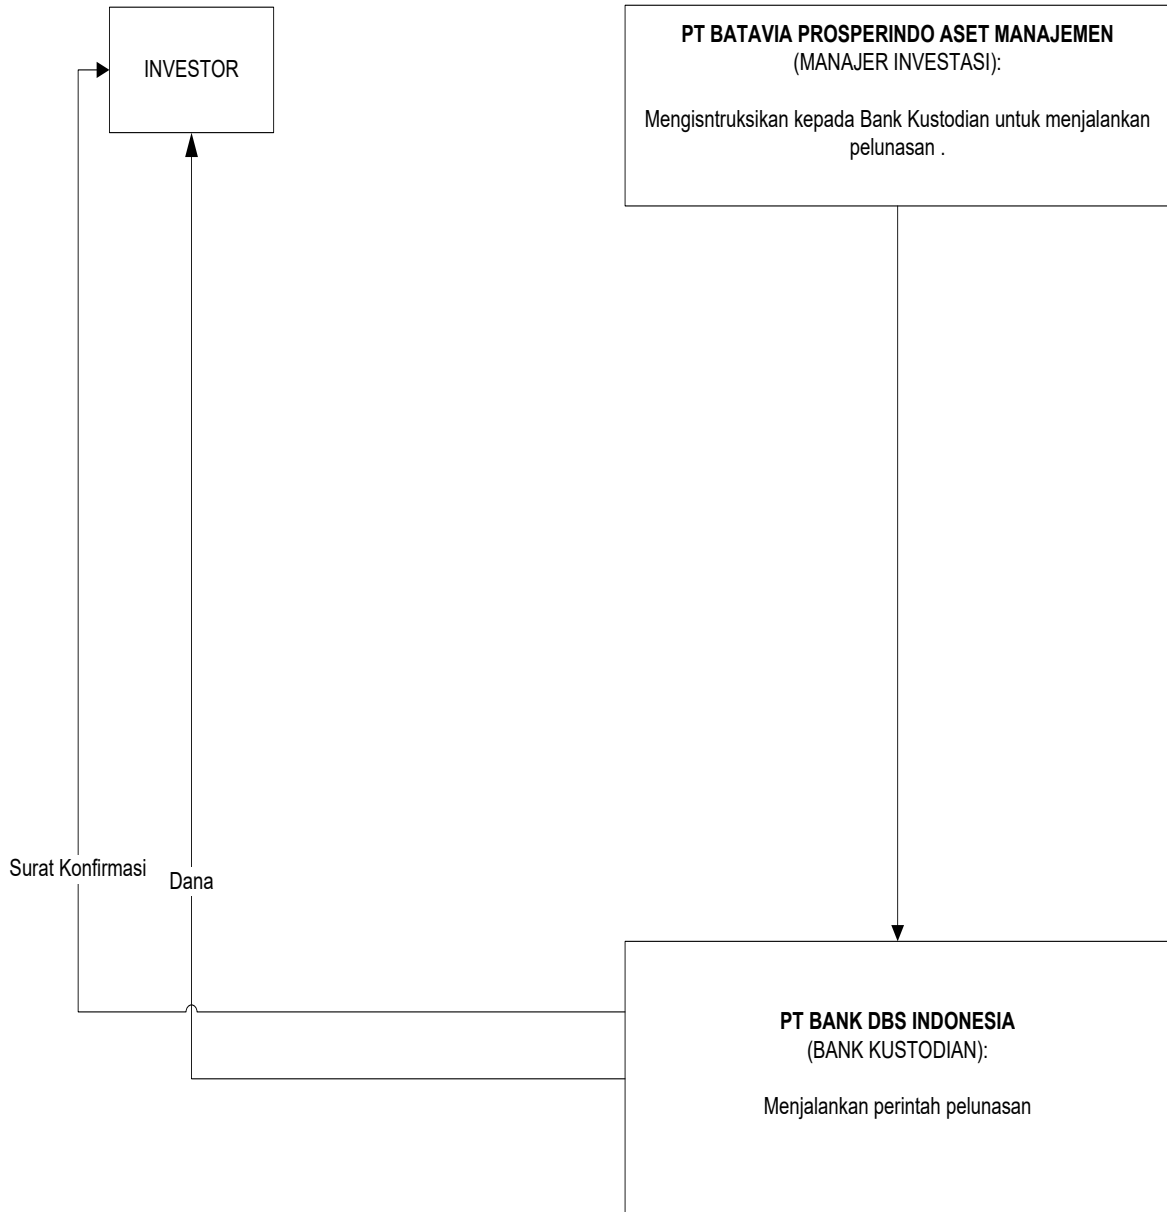 INVESTOR
PT BATAVIA PROSPERINDO ASET MANAJEMEN
(MANAJER INVESTASI):
Mengisntruksikan kepada Bank Kustodian untuk menjalankan
pelunasan .
Surat Konfirmasi
Dana
PT BANK DBS INDONESIA
(BANK KUSTODIAN):
Menjalankan perintah pelunasan